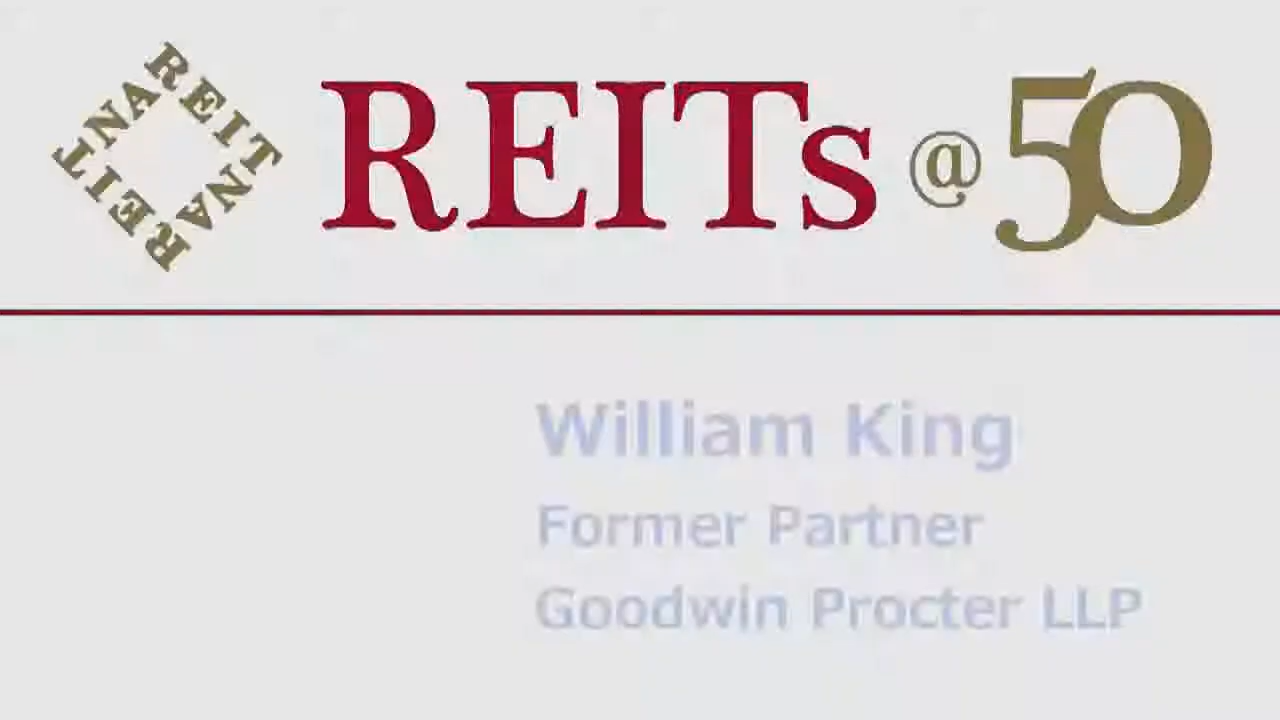 NAREIT NAREIT
REITs @ 50
William King
Former Partner
Goodwin Procter LLP